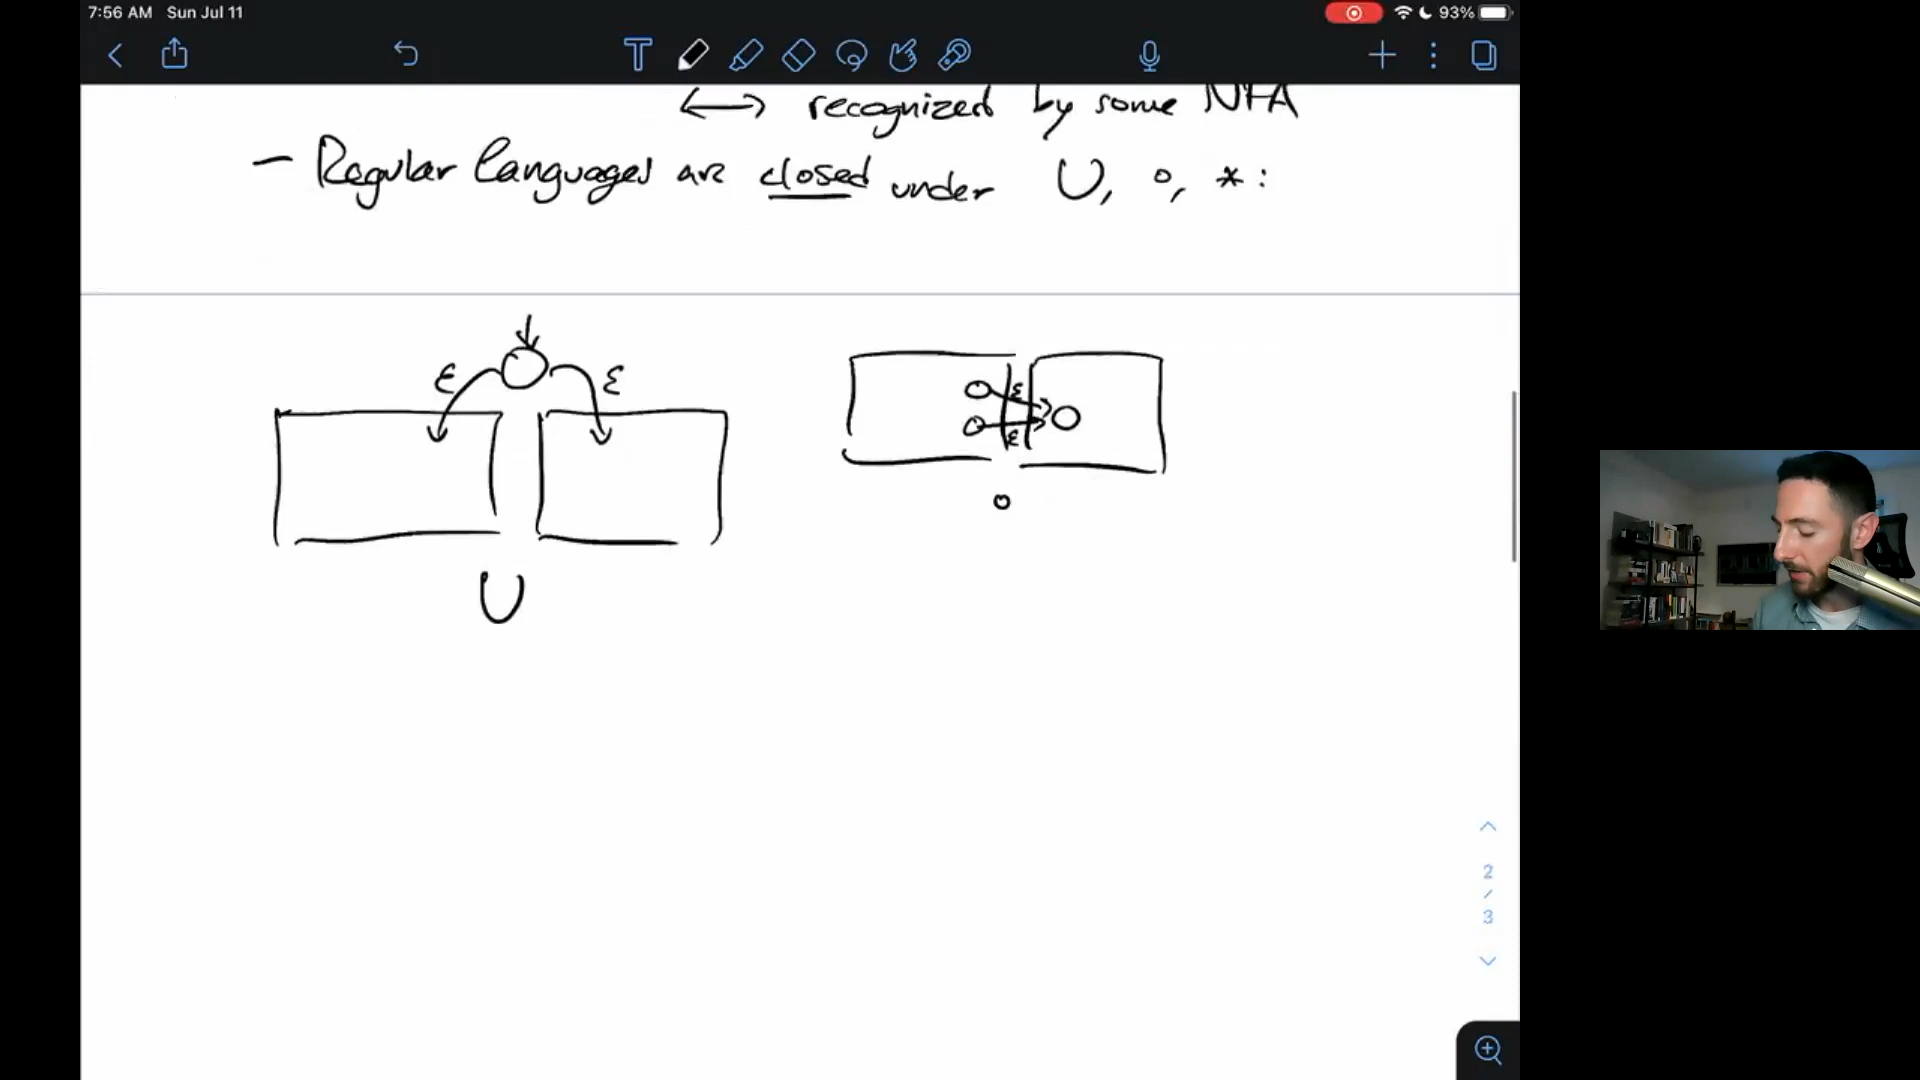 7:56 AM Sun Jul 11
93%
T
↔ recognized by some NFA
— Regular languages are closed under ∪, ∘, *:
ε ε
ε
ε
∪
∘
2
/
3